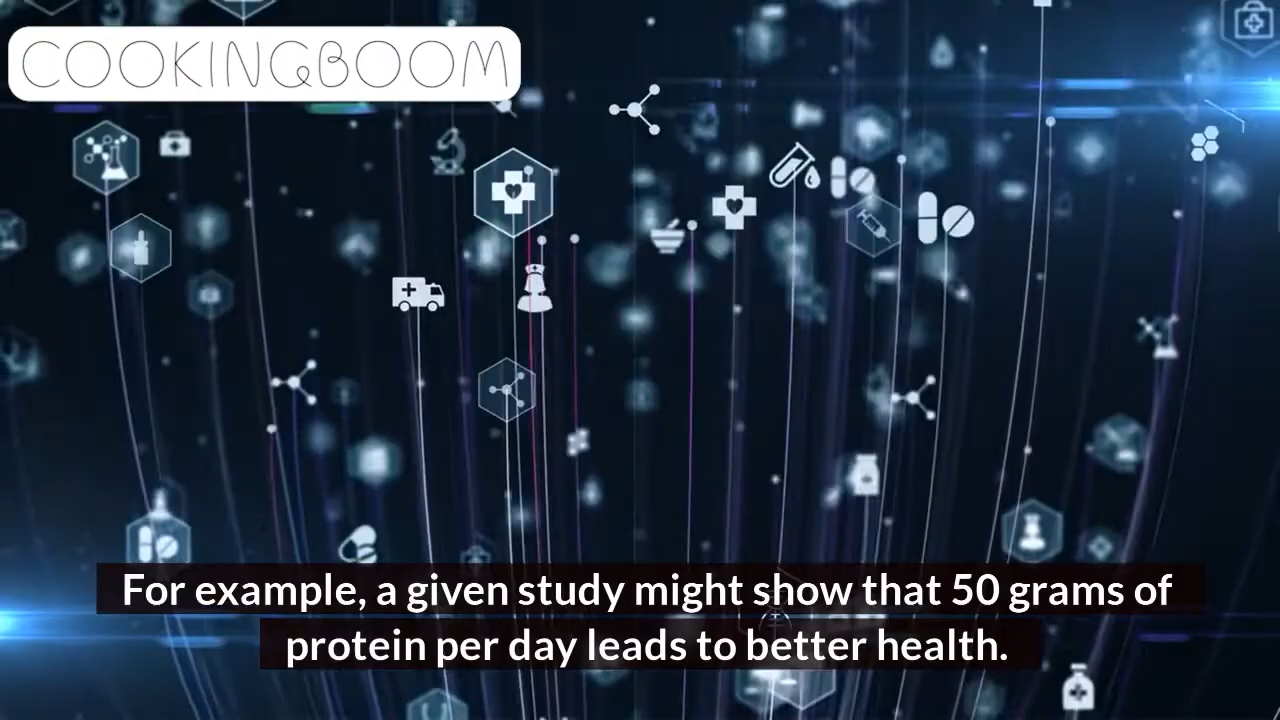 COOKINGBOOM
For example, a given study might show that 50 grams of
protein per day leads to better health.